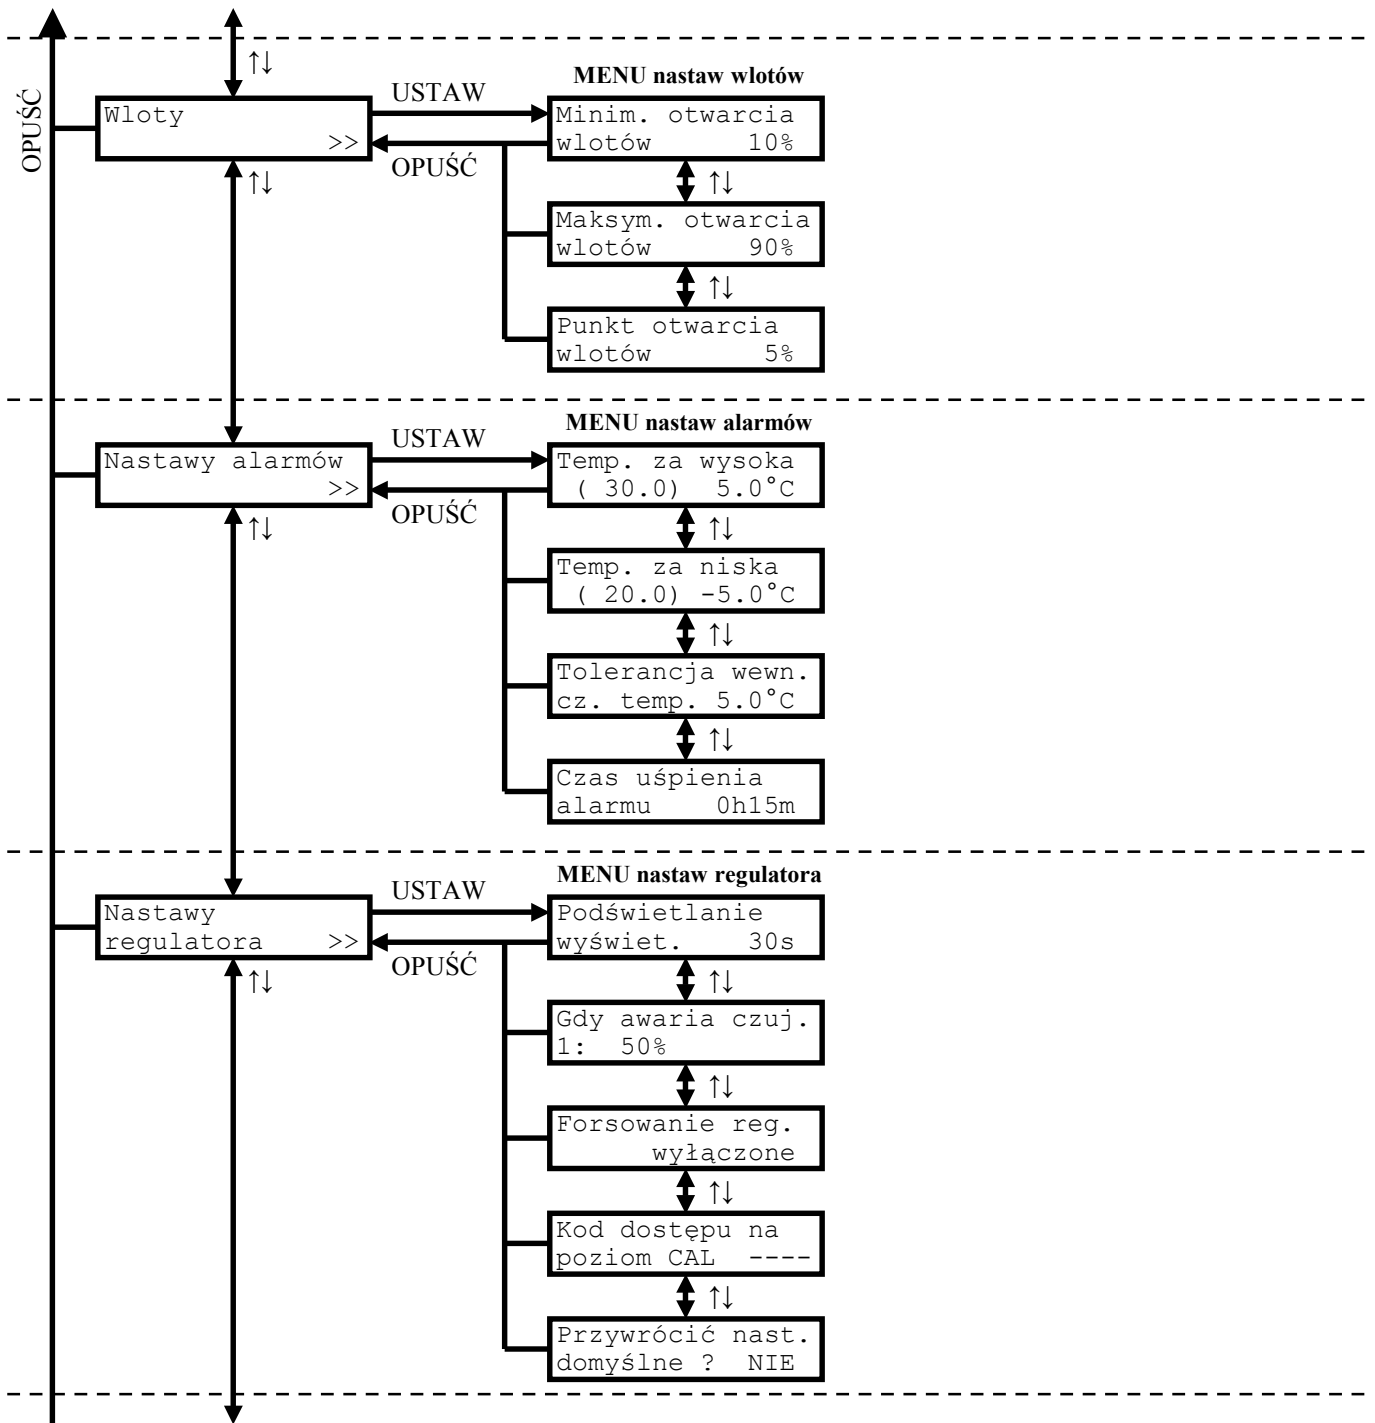 ↑↓
MENU nastaw wlotów
OPUŚĆ
Wloty
>>
USTAW
OPUŚĆ
Minim. otwarcia
wlotów 10%
↑↓
↑↓
Maksym. otwarcia
wlotów 90%
↑↓
Punkt otwarcia
wlotów 5%
MENU nastaw alarmów
Nastawy alarmów
>>
USTAW
OPUŚĆ
Temp. za wysoka
( 30.0) 5.0°C
↑↓
↑↓
Temp. za niska
( 20.0) -5.0°C
↑↓
Tolerancja wewn.
cz. temp. 5.0°C
↑↓
Czas uśpienia
alarmu 0h15m
MENU nastaw regulatora
Nastawy
regulatora >>
USTAW
OPUŚĆ
Podświetlanie
wyświet. 30s
↑↓
↑↓
Gdy awaria czuj.
1: 50%
↑↓
Forsowanie reg.
wyłączone
↑↓
Kod dostępu na
poziom CAL ----
↑↓
Przywrócić nast.
domyślne ? NIE